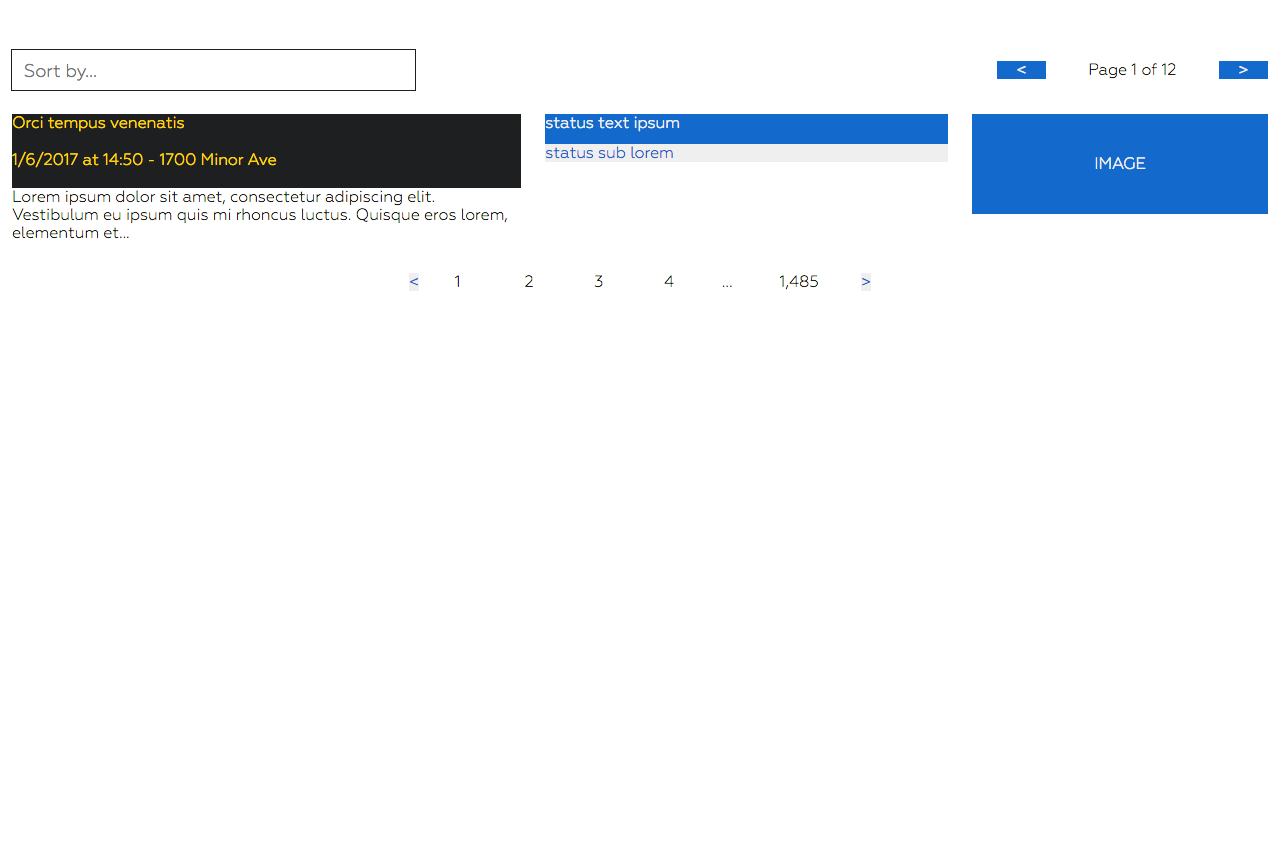 Sort by...
<
Page 1 of 12
>
Orci tempus venenatis
1/6/2017 at 14:50 - 1700 Minor Ave
Lorem ipsum dolor sit amet, consectetur adipiscing elit.
Vestibulum eu ipsum quis mi rhoncus luctus. Quisque eros lorem,
elementum et...
status text ipsum
status sub lorem
IMAGE
< 1 2 3 4 ... 1,485 >